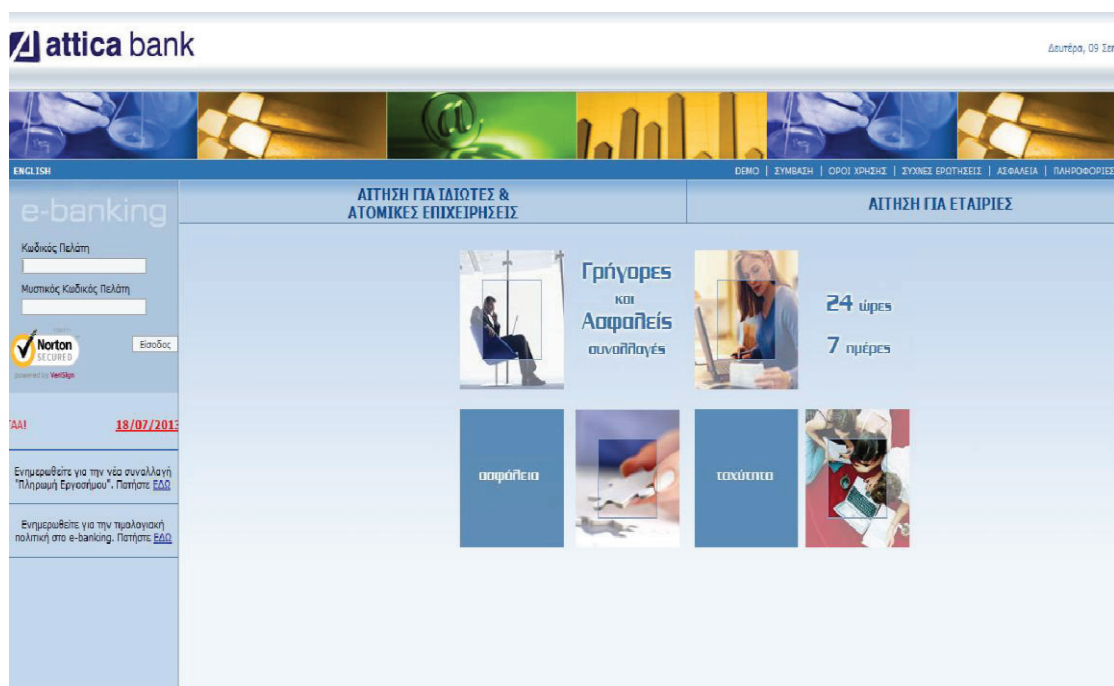 attica bank
Δευτέρα, 09 Σεπ
ENGLISH
DEMO | ΣΥΜΒΑΣΗ | ΟΡΟΙ ΧΡΗΣΗΣ | ΣΥΧΝΕΣ ΕΡΩΤΗΣΕΙΣ | ΑΣΦΑΛΕΙΑ | ΠΛΗΡΟΦΟΡΙΕΣ
e-banking
ΑΙΤΗΣΗ ΓΙΑ ΙΔΙΩΤΕΣ &
ΑΤΟΜΙΚΕΣ ΕΠΙΧΕΙΡΗΣΕΙΣ
ΑΙΤΗΣΗ ΓΙΑ ΕΤΑΙΡΙΕΣ
Κωδικός Πελάτη
Μυστικός Κωδικός Πελάτη
Norton
SECURED
powered by VeriSign
Είσοδος
ΤΑΑ!
18/07/2013
Ενημερωθείτε για την νέα συναλλαγή
"Πληρωμή Εργοσήμου". Πατήστε ΕΔΩ
Ενημερωθείτε για την τιμολογιακή
πολιτική στο e-banking. Πατήστε ΕΔΩ
Γρήγορες
και
Ασφαλείς
συναλλαγές
24 ώρες
7 ημέρες
ασφάλεια
ταχύτητα